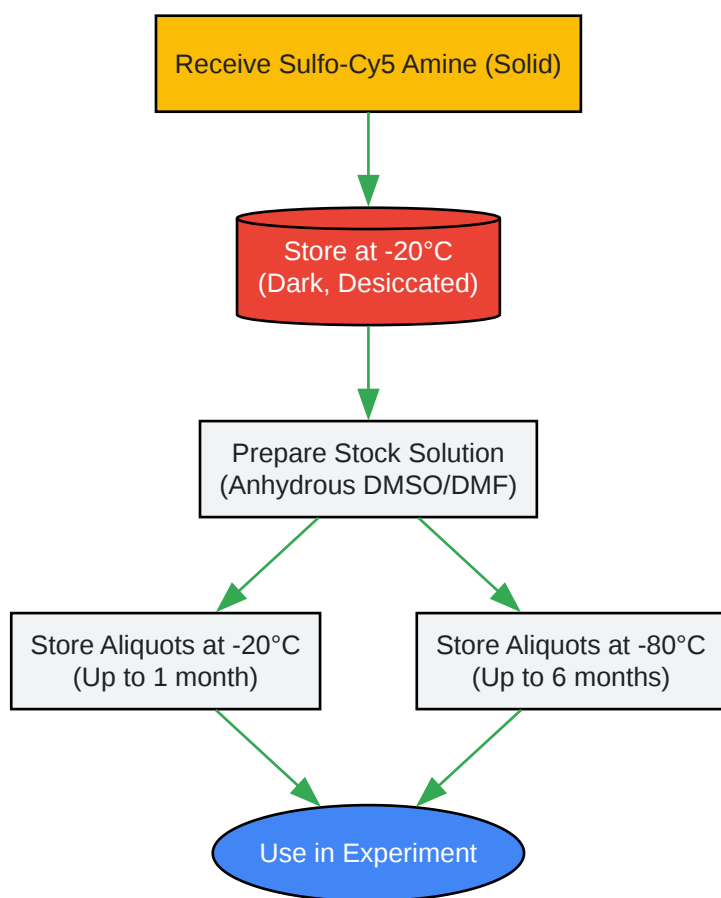 Receive Sulfo-Cy5 Amine (Solid)
Store at -20°C
(Dark, Desiccated)
Prepare Stock Solution
(Anhydrous DMSO/DMF)
Store Aliquots at -20°C
(Up to 1 month)
Store Aliquots at -80°C
(Up to 6 months)
Use in Experiment